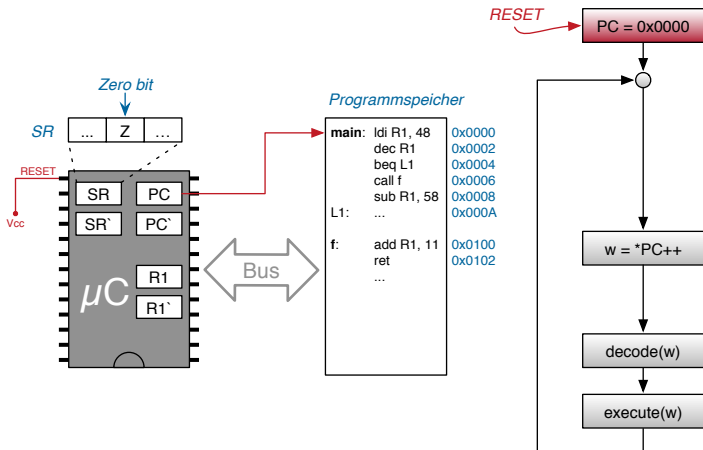 RESET
PC = 0x0000
Zero bit
SR
... Z ...
Programmspeicher
main: ldi R1, 48 0x0000
dec R1 0x0002
beq L1 0x0004
call f 0x0006
sub R1, 58 0x0008
L1: ... 0x000A
f: add R1, 11 0x0100
ret 0x0102
...
RESET
Vcc
SR PC
SR` PC`
R1
R1`
µC
Bus
w = *PC++
decode(w)
execute(w)